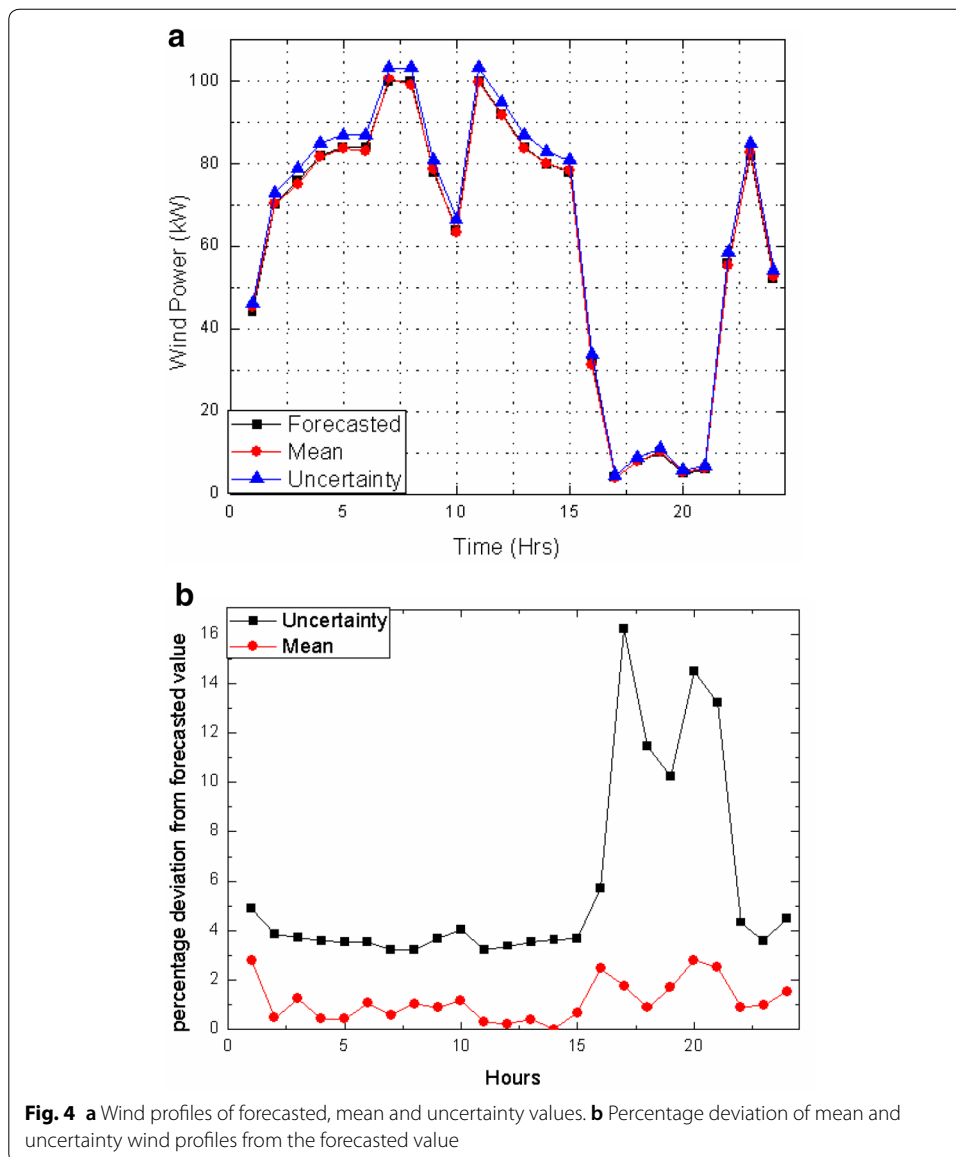 a
100
80
60
40
20
0
Wind Power (kW)
Forecasted
Mean
Uncertainty
0 5 10 15 20
Time (Hrs)
b
Uncertainty
Mean
16
14
12
10
8
6
4
2
0
percentage deviation from forecasted value
0 5 10 15 20
Hours
Fig. 4 a Wind profiles of forecasted, mean and uncertainty values. b Percentage deviation of mean and
uncertainty wind profiles from the forecasted value